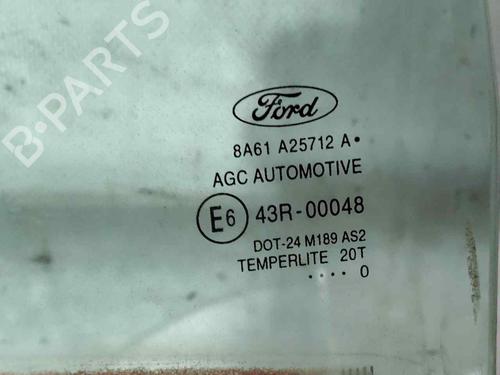 B-PARTS
Ford
8A61 A25712 A•
AGC AUTOMOTIVE
E6 43R-00048
DOT-24 M189 AS2
TEMPERLITE 20T
.... 0